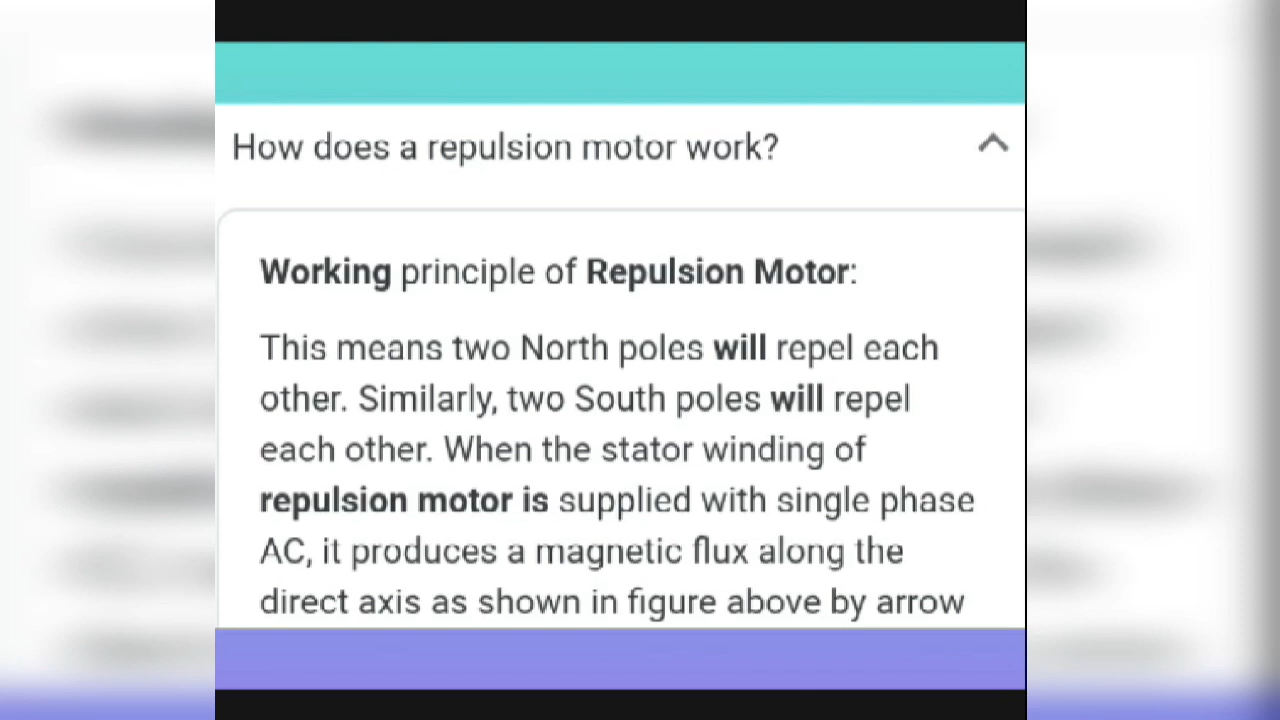 How does a repulsion motor work?
Working principle of Repulsion Motor:
This means two North poles will repel each
other. Similarly, two South poles will repel
each other. When the stator winding of
repulsion motor is supplied with single phase
AC, it produces a magnetic flux along the
direct axis as shown in figure above by arrow